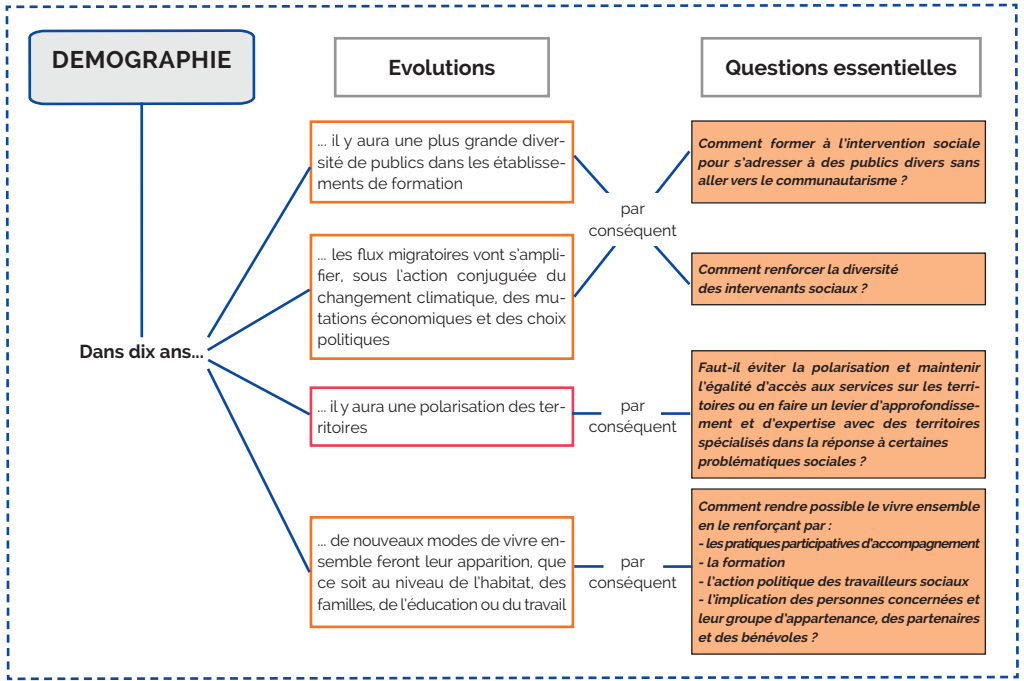 DEMOGRAPHIE
Evolutions
Questions essentielles
Dans dix ans...
... il y aura une plus grande diver-
sité de publics dans les établisse-
ments de formation
... les flux migratoires vont s'ampli-
fier, sous l'action conjuguée du
changement climatique, des mu-
tations économiques et des choix
politiques
par
conséquent
Comment former à l'intervention sociale
pour s'adresser à des publics divers sans
aller vers le communautarisme ?
Comment renforcer la diversité
des intervenants sociaux ?
... il y aura une polarisation des ter-
ritoires
par
conséquent
Faut-il éviter la polarisation et maintenir
l'égalité d'accès aux services sur les terri-
toires ou en faire un levier d'approfondisse-
ment et d'expertise avec des territoires
spécialisés dans la réponse à certaines
problématiques sociales ?
... de nouveaux modes de vivre en-
semble feront leur apparition, que
ce soit au niveau de l'habitat, des
familles, de l'éducation ou du travail
par
conséquent
Comment rendre possible le vivre ensemble
en le renforçant par :
- les pratiques participatives d'accompagnement
- la formation
- l'action politique des travailleurs sociaux
- l'implication des personnes concernées et
leur groupe d'appartenance, des partenaires
et des bénévoles ?